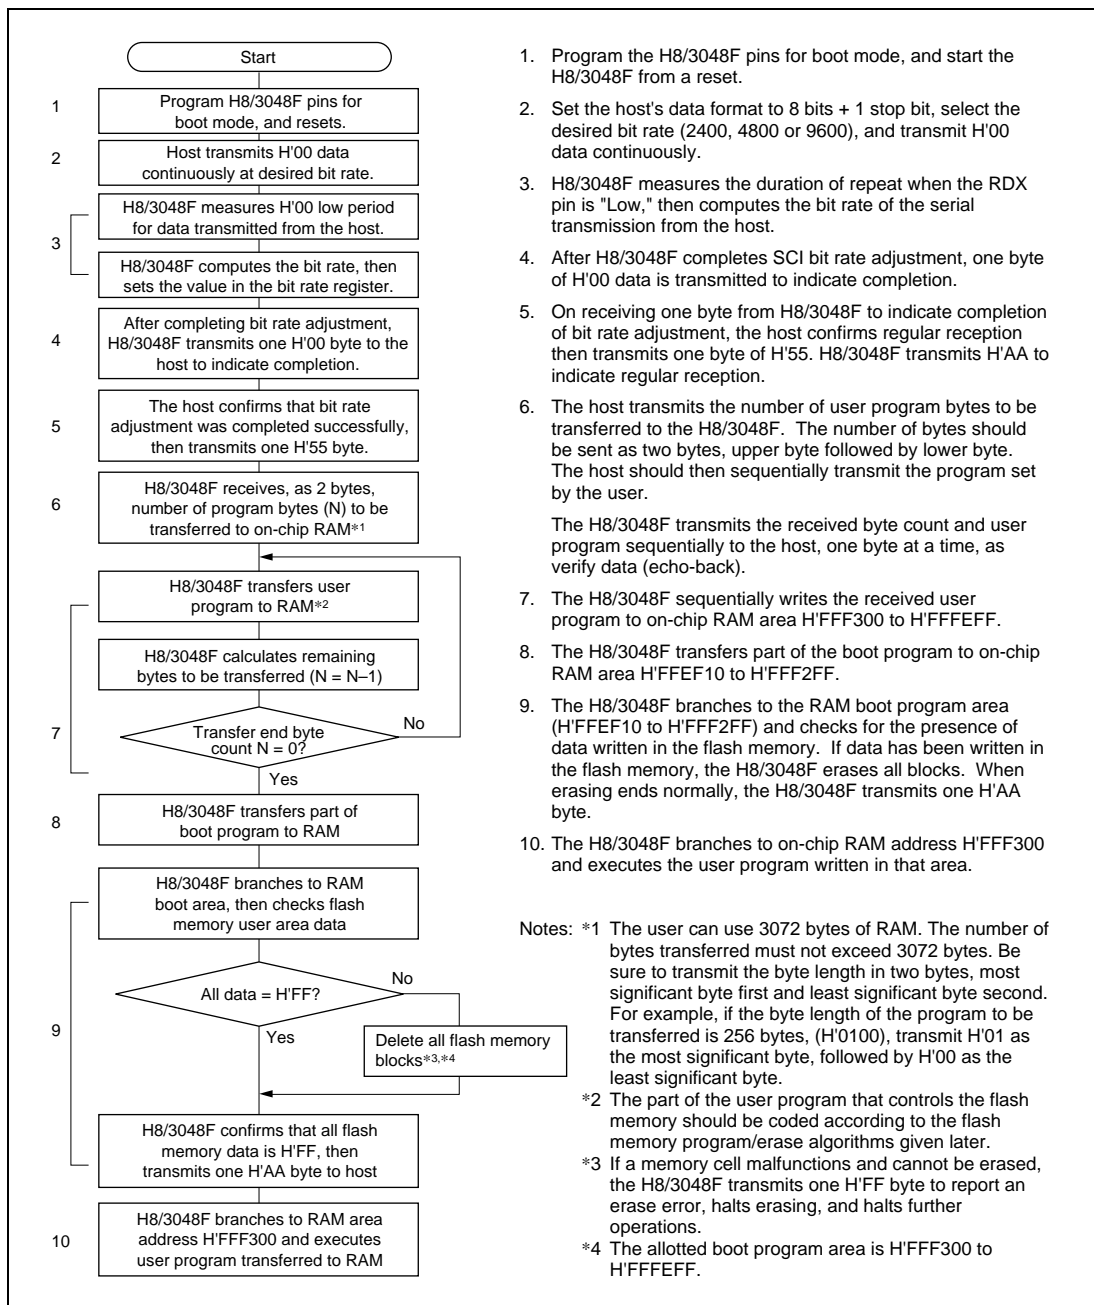 Start
1
Program H8/3048F pins for
boot mode, and resets.
2
Host transmits H'00 data
continuously at desired bit rate.
3
H8/3048F measures H'00 low period
for data transmitted from the host.
H8/3048F computes the bit rate, then
sets the value in the bit rate register.
4
After completing bit rate adjustment,
H8/3048F transmits one H'00 byte to the
host to indicate completion.
5
The host confirms that bit rate
adjustment was completed successfully,
then transmits one H'55 byte.
6
H8/3048F receives, as 2 bytes,
number of program bytes (N) to be
transferred to on-chip RAM*1
H8/3048F transfers user
program to RAM*2
H8/3048F calculates remaining
bytes to be transferred (N = N–1)
7
Transfer end byte
count N = 0?
No
Yes
8
H8/3048F transfers part of
boot program to RAM
H8/3048F branches to RAM
boot area, then checks flash
memory user area data
9
All data = H'FF?
No
Yes
Delete all flash memory
blocks*3,*4
H8/3048F confirms that all flash
memory data is H'FF, then
transmits one H'AA byte to host
10
H8/3048F branches to RAM area
address H'FFF300 and executes
user program transferred to RAM
1. Program the H8/3048F pins for boot mode, and start the
H8/3048F from a reset.
2. Set the host's data format to 8 bits + 1 stop bit, select the
desired bit rate (2400, 4800 or 9600), and transmit H'00
data continuously.
3. H8/3048F measures the duration of repeat when the RDX
pin is "Low," then computes the bit rate of the serial
transmission from the host.
4. After H8/3048F completes SCI bit rate adjustment, one byte
of H'00 data is transmitted to indicate completion.
5. On receiving one byte from H8/3048F to indicate completion
of bit rate adjustment, the host confirms regular reception
then transmits one byte of H'55. H8/3048F transmits H'AA to
indicate regular reception.
6. The host transmits the number of user program bytes to be
transferred to the H8/3048F. The number of bytes should
be sent as two bytes, upper byte followed by lower byte.
The host should then sequentially transmit the program set
by the user.
The H8/3048F transmits the received byte count and user
program sequentially to the host, one byte at a time, as
verify data (echo-back).
7. The H8/3048F sequentially writes the received user
program to on-chip RAM area H'FFF300 to H'FFFEFF.
8. The H8/3048F transfers part of the boot program to on-chip
RAM area H'FFEF10 to H'FFF2FF.
9. The H8/3048F branches to the RAM boot program area
(H'FFEF10 to H'FFF2FF) and checks for the presence of
data written in the flash memory. If data has been written in
the flash memory, the H8/3048F erases all blocks. When
erasing ends normally, the H8/3048F transmits one H'AA
byte.
10. The H8/3048F branches to on-chip RAM address H'FFF300
and executes the user program written in that area.
Notes: *1 The user can use 3072 bytes of RAM. The number of
bytes transferred must not exceed 3072 bytes. Be
sure to transmit the byte length in two bytes, most
significant byte first and least significant byte second.
For example, if the byte length of the program to be
transferred is 256 bytes, (H'0100), transmit H'01 as
the most significant byte, followed by H'00 as the
least significant byte.
*2 The part of the user program that controls the flash
memory should be coded according to the flash
memory program/erase algorithms given later.
*3 If a memory cell malfunctions and cannot be erased,
the H8/3048F transmits one H'FF byte to report an
erase error, halts erasing, and halts further
operations.
*4 The allotted boot program area is H'FFF300 to
H'FFFEFF.